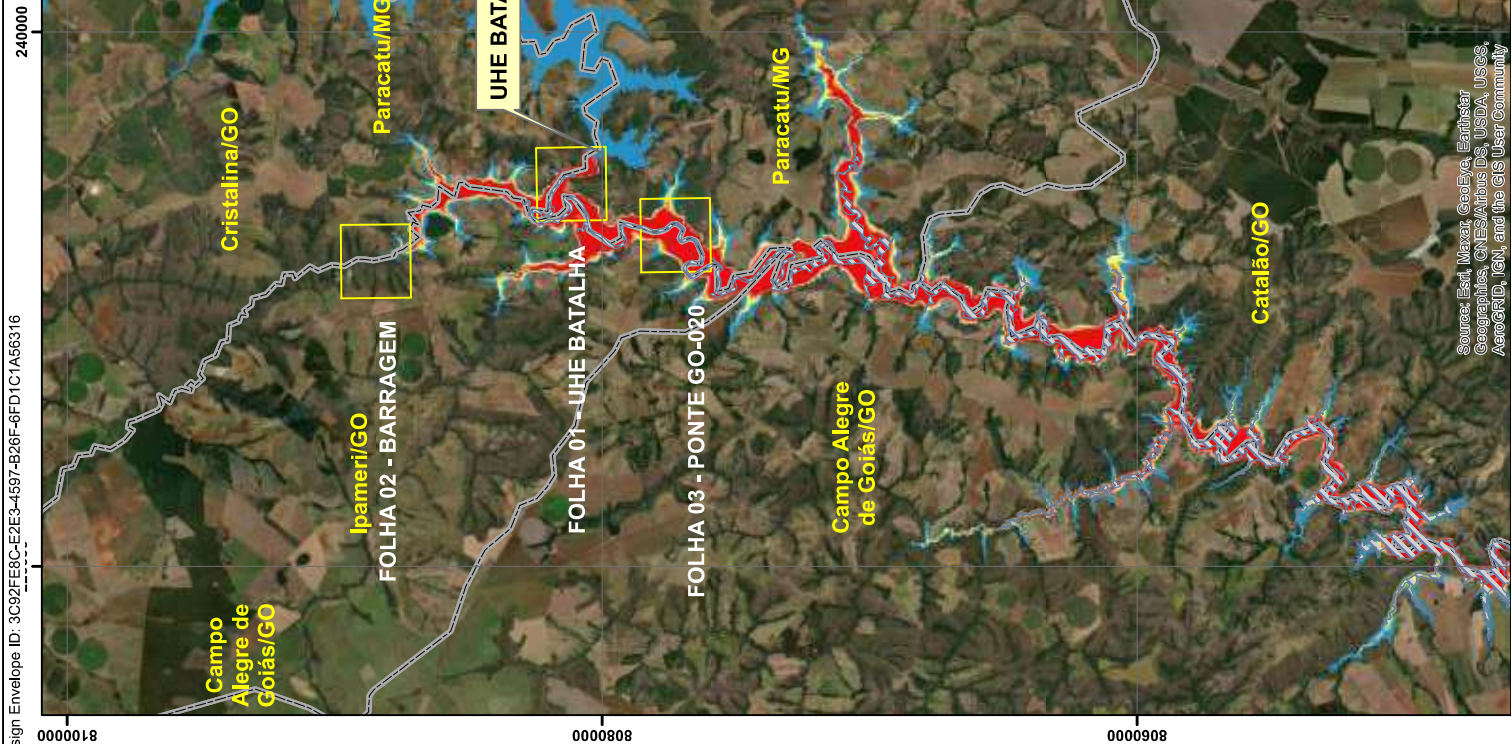 sign Envelope ID: 3C92FE8C-E2E3-4597-B26F-6FD1C1A56316
240000
Campo
Alegre de
Goiás/GO
Cristalina/GO
Ipameri/GO
FOLHA 02 - BARRAGEM
Paracatu/MG
UHE BATA
FOLHA 01 - UHE BATALHA
FOLHA 03 - PONTE GO-020
Paracatu/MG
Campo Alegre
de Goiás/GO
Catalão/GO
Source: Esri, Maxar, GeoEye, Earthstar
Geographics, CNES/Airbus DS, USDA, USGS,
AeroGRID, IGN, and the GIS User Community
8100000
8080000
8060000